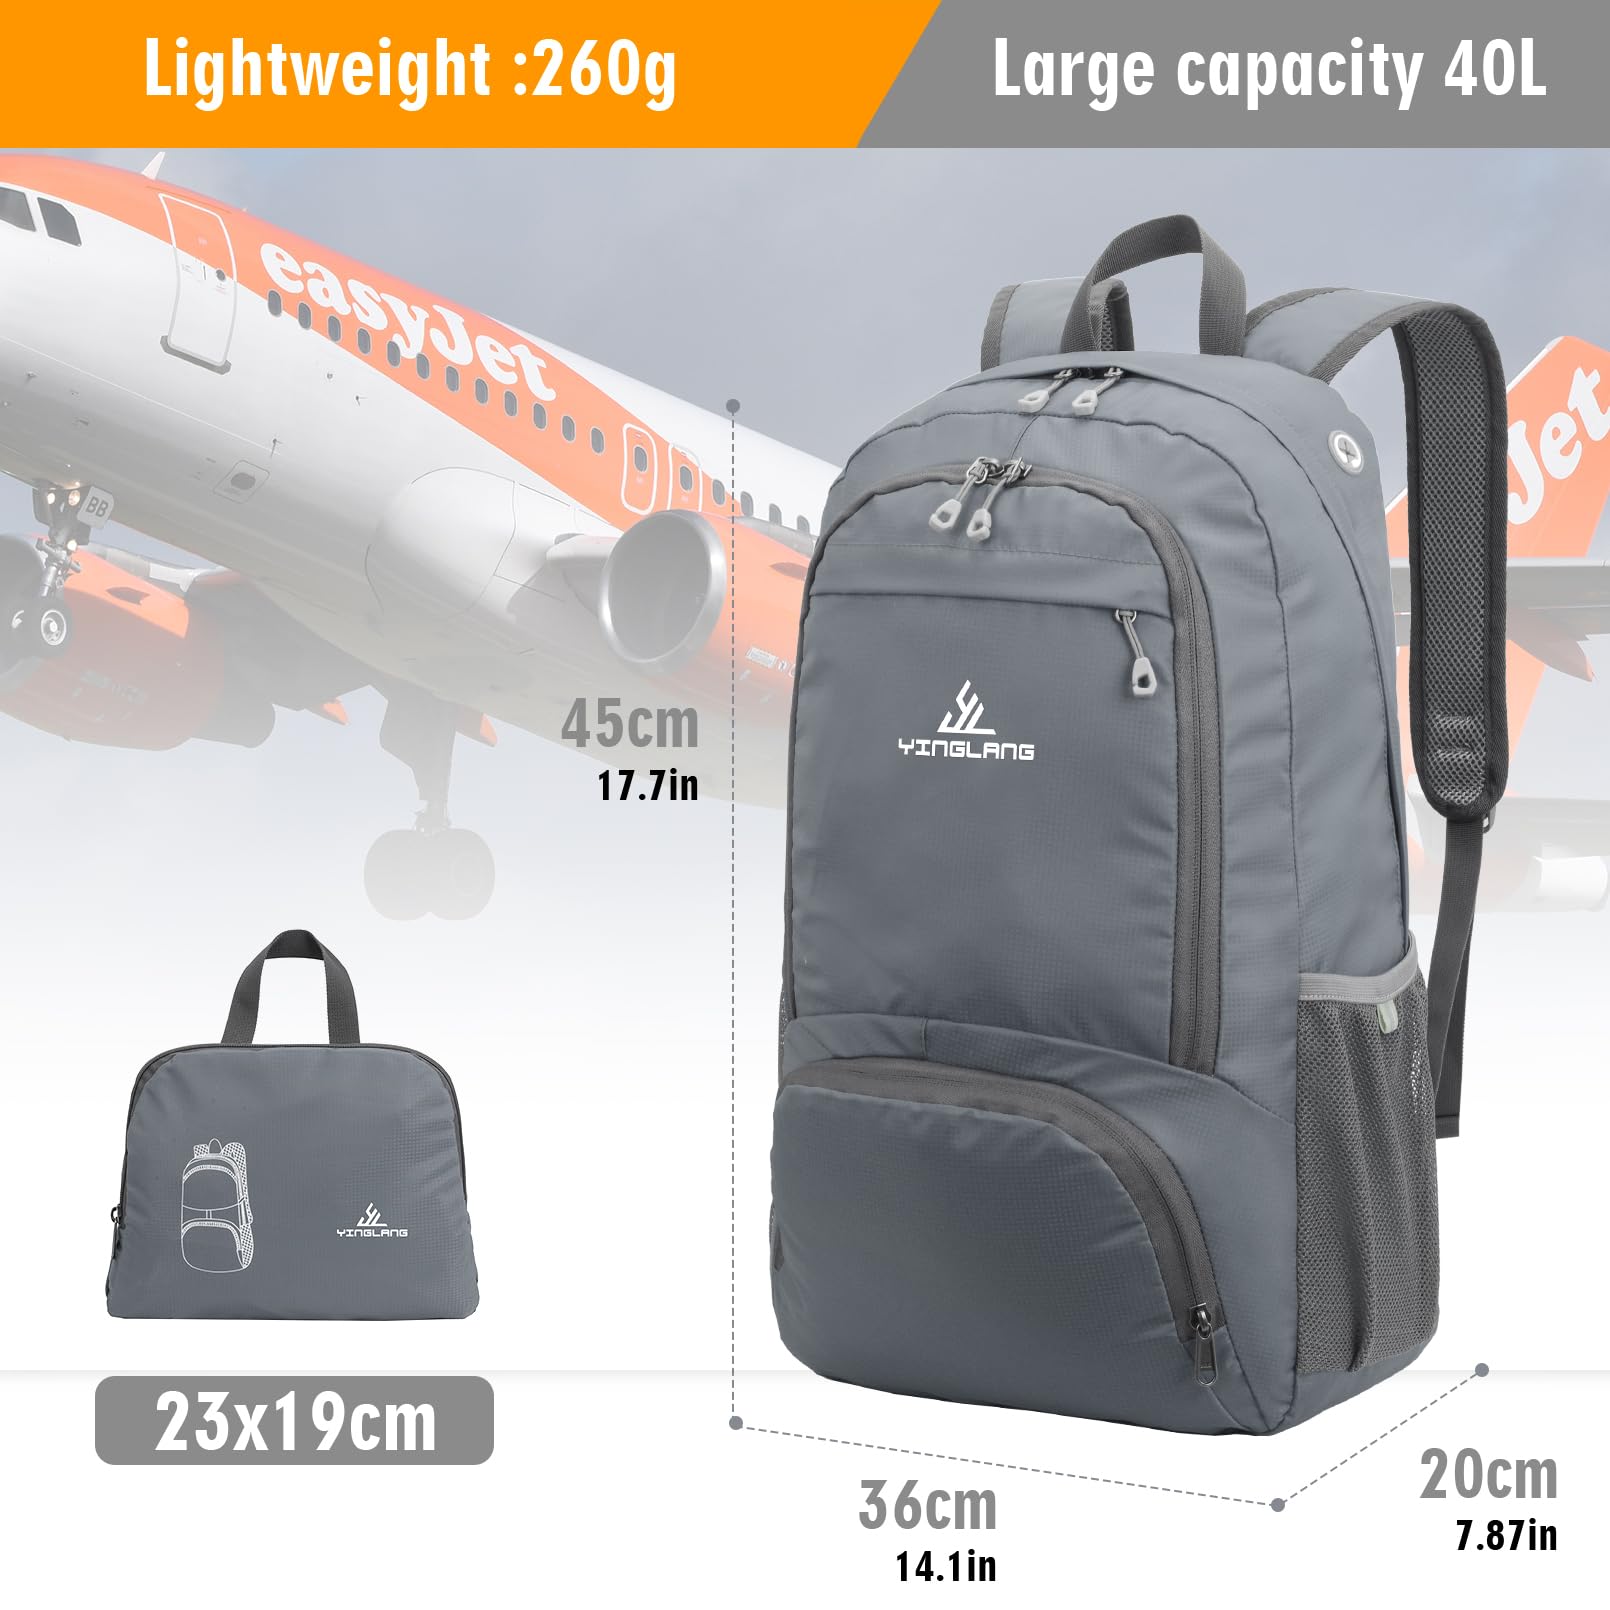 Lightweight :260g
Large capacity 40L
easyJet
Jet
BB
45cm
17.7in
YINGLANG
YINGLANG
23x19cm
36cm
14.1in
20cm
7.87in